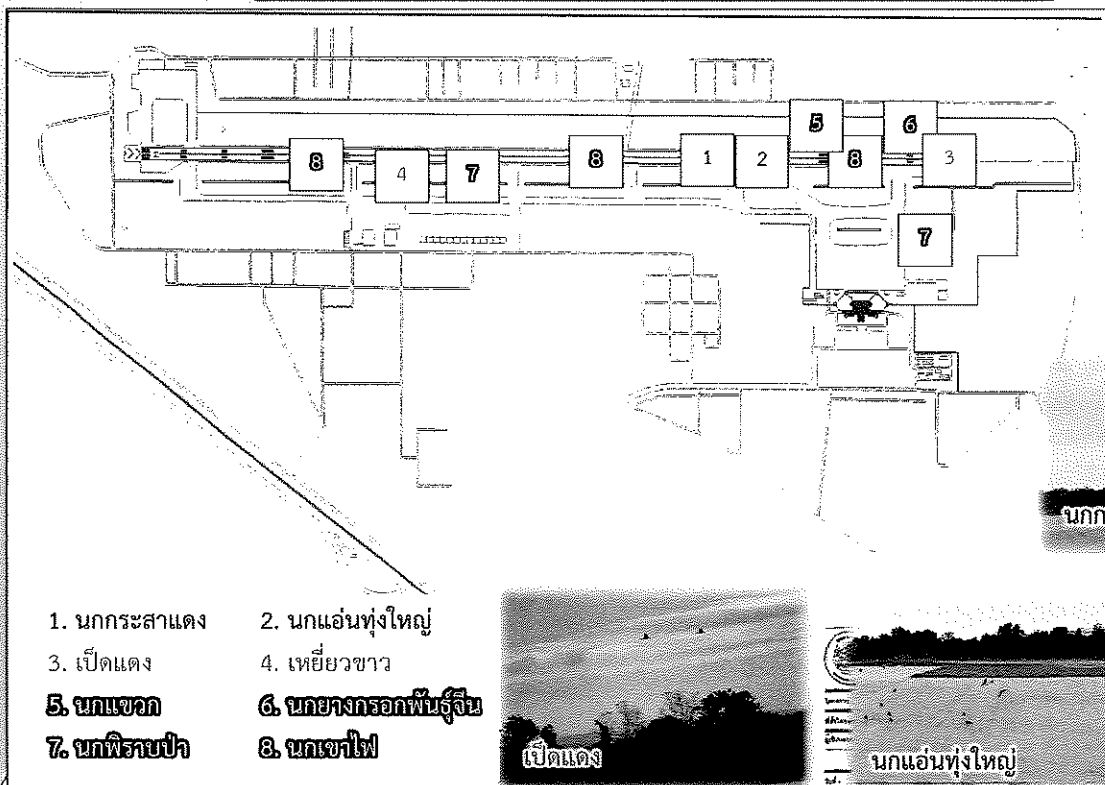 5 6
8 4 7 8 1 2 8 3
7
นกก
1. นกกระสาแดง 2. นกแอ่นทุ่งใหญ่
3. เป็ดแดง 4. เหยี่ยวขาว
5. นกแขวก 6. นกยางกรอกพันธุ์จีน
7. นกพิราบป่า 8. นกเขาไฟ
เป็ดแดง
นกแอ่นทุ่งใหญ่